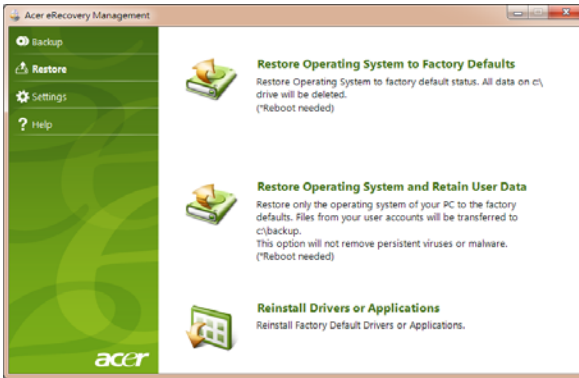 Acer eRecovery Management
Backup
Restore
Settings
Help
Restore Operating System to Factory Defaults
Restore Operating System to factory default status. All data on c:\
drive will be deleted.
(*Reboot needed)
Restore Operating System and Retain User Data
Restore only the operating system of your PC to the factory
defaults. Files from your user accounts will be transferred to
c:\backup.
This option will not remove persistent viruses or malware.
(*Reboot needed)
Reinstall Drivers or Applications
Reinstall Factory Default Drivers or Applications.
acer